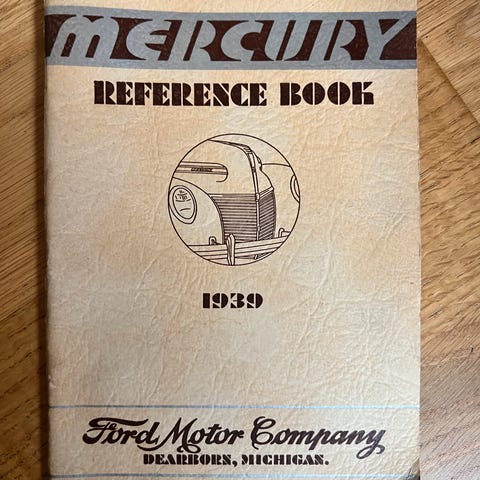 MERCURY
REFERENCE BOOK
1939
Ford Motor Company
DEARBORN, MICHIGAN.